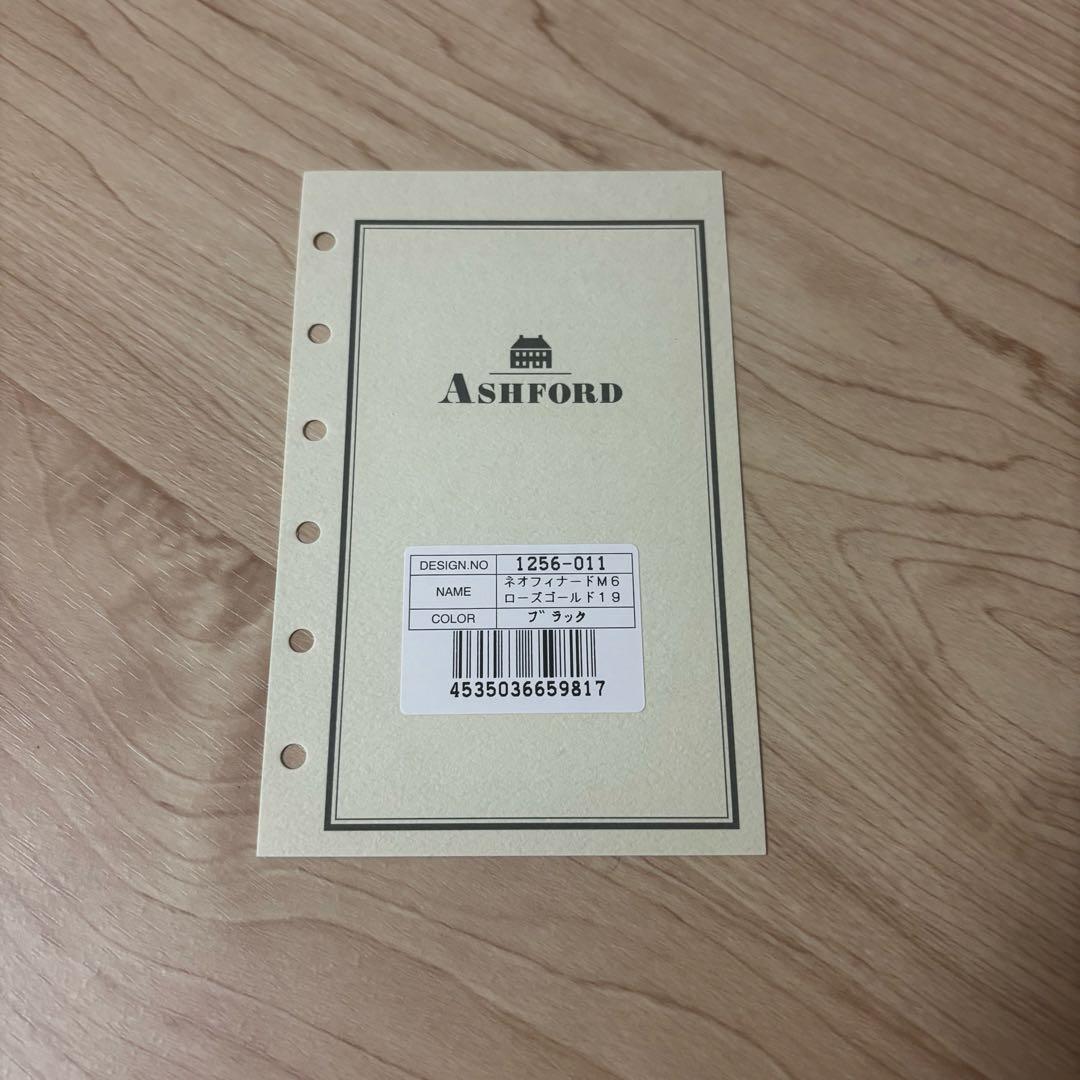 ASHFORD
DESIGN.NO 1256-011
NAME ネオフィナードM6
ローズゴールド19
COLOR ブラック
4535036659817